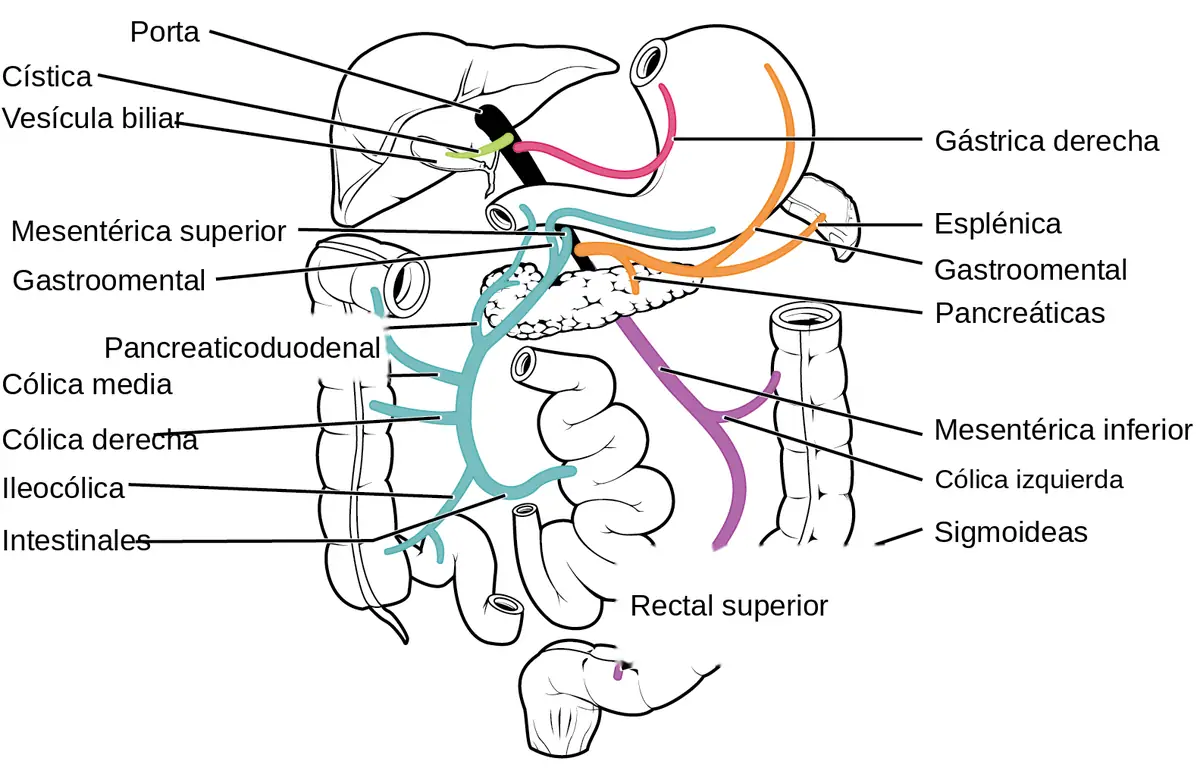 Porta
Cística
Vesícula biliar
Mesentérica superior
Gastroomental
Pancreaticoduodenal
Cólica media
Cólica derecha
Ileocólica
Intestinales
Gástrica derecha
Esplénica
Gastroomental
Pancreáticas
Mesentérica inferior
Cólica izquierda
Sigmoideas
Rectal superior